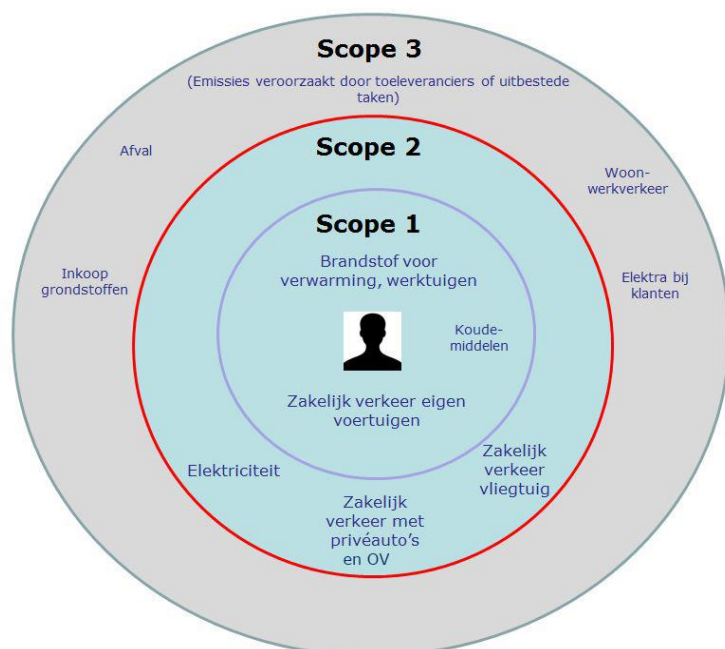 Scope 3
(Emissies veroorzaakt door toeleveranciers of uitbestede
taken)
Afval
Scope 2
Woon-
werkverkeer
Scope 1
Brandstof voor
verwarming, werktuigen
Inkoop
grondstoffen
Elektra bij
klanten
Koude-
middelen
Zakelijk verkeer eigen
voertuigen
Elektriciteit
Zakelijk
verkeer
vliegtuig
Zakelijk
verkeer met
privéauto’s
en OV